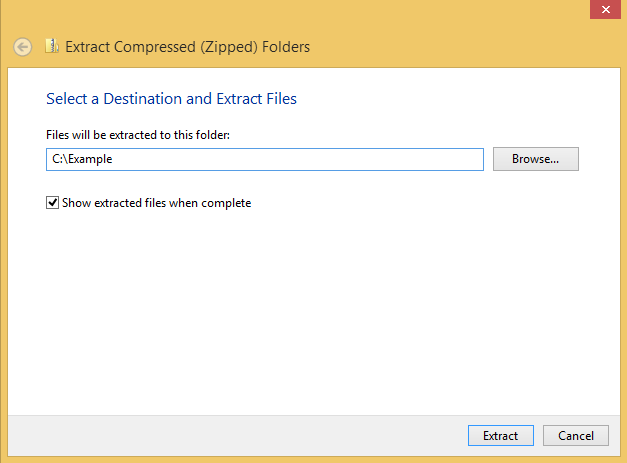 Extract Compressed (Zipped) Folders
Select a Destination and Extract Files
Files will be extracted to this folder:
C:\Example
Browse...
Show extracted files when complete
Extract
Cancel